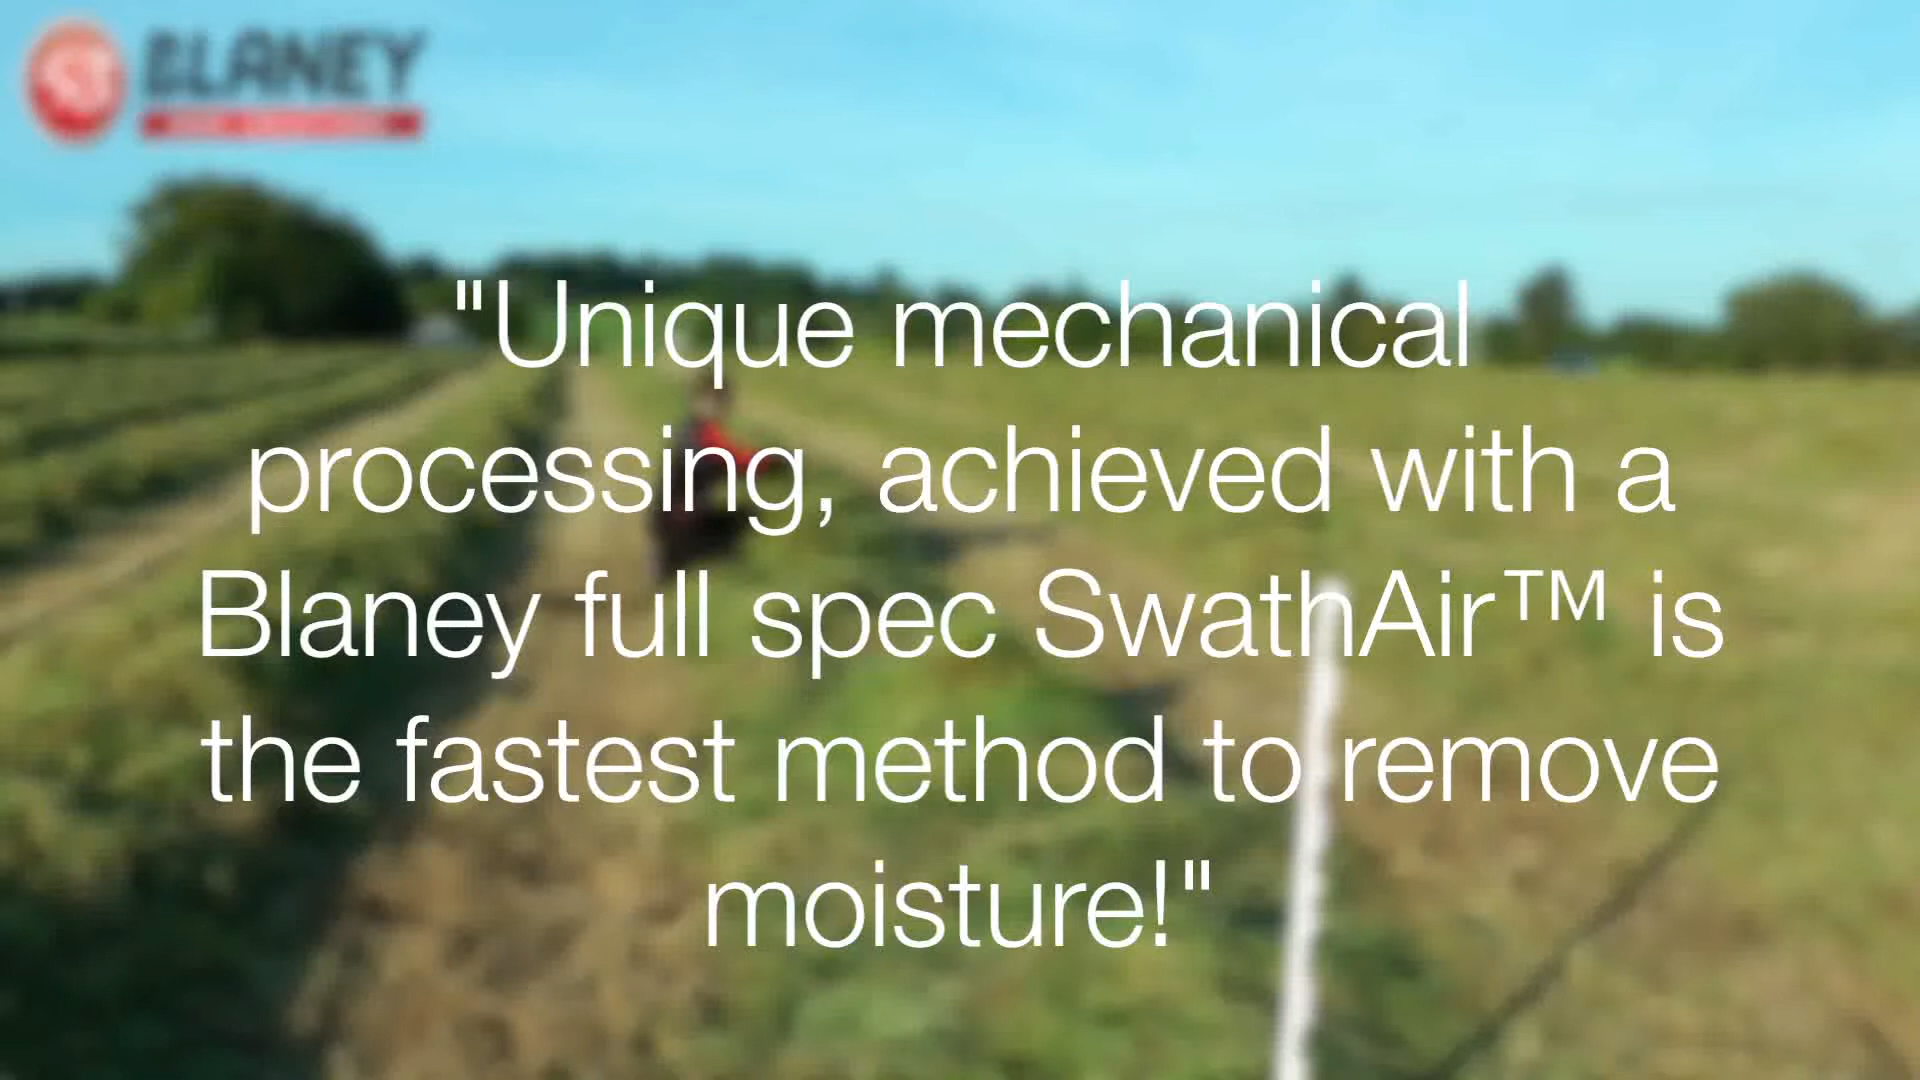 BLANEY
"Unique mechanical
processing, achieved with a
Blaney full spec SwathAir™ is
the fastest method to remove
moisture!"